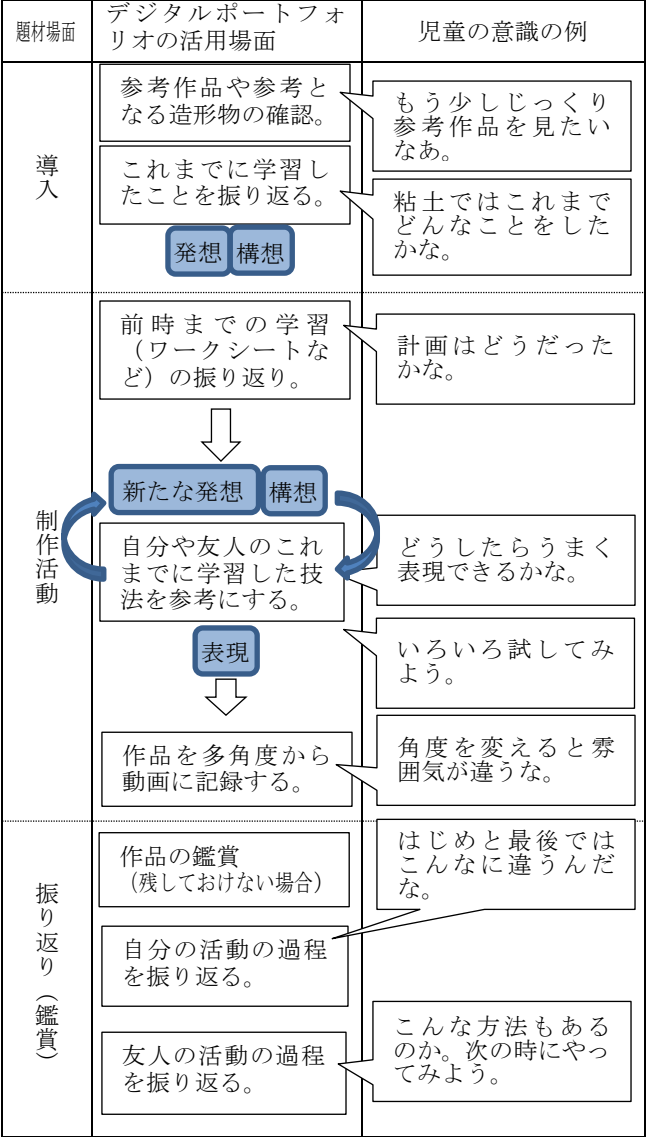 題材場面
デジタルポートフォ
リオの活用場面
児童の意識の例
導入
参考作品や参考と
なる造形物の確認。
もう少しじっくり
参考作品を見たい
なあ。
これまでに学習し
たことを振り返る。
粘土ではこれまで
どんなことをした
かな。
発想
構想
制作活動
前時までの学習
（ワークシートな
ど）の振り返り。
計画はどうだった
かな。
新たな発想
構想
自分や友人のこれ
までに学習した技
法を参考にする。
どうしたらうまく
表現できるかな。
いろいろ試してみ
よう。
表現
作品を多角度から
動画に記録する。
角度を変えると雰
囲気が違うな。
振り返り（鑑賞）
作品の鑑賞
（残しておけない場合）
はじめと最後では
こんなに違うんだ
な。
自分の活動の過程
を振り返る。
友人の活動の過程
を振り返る。
こんな方法もある
のか。次の時にやっ
てみよう。